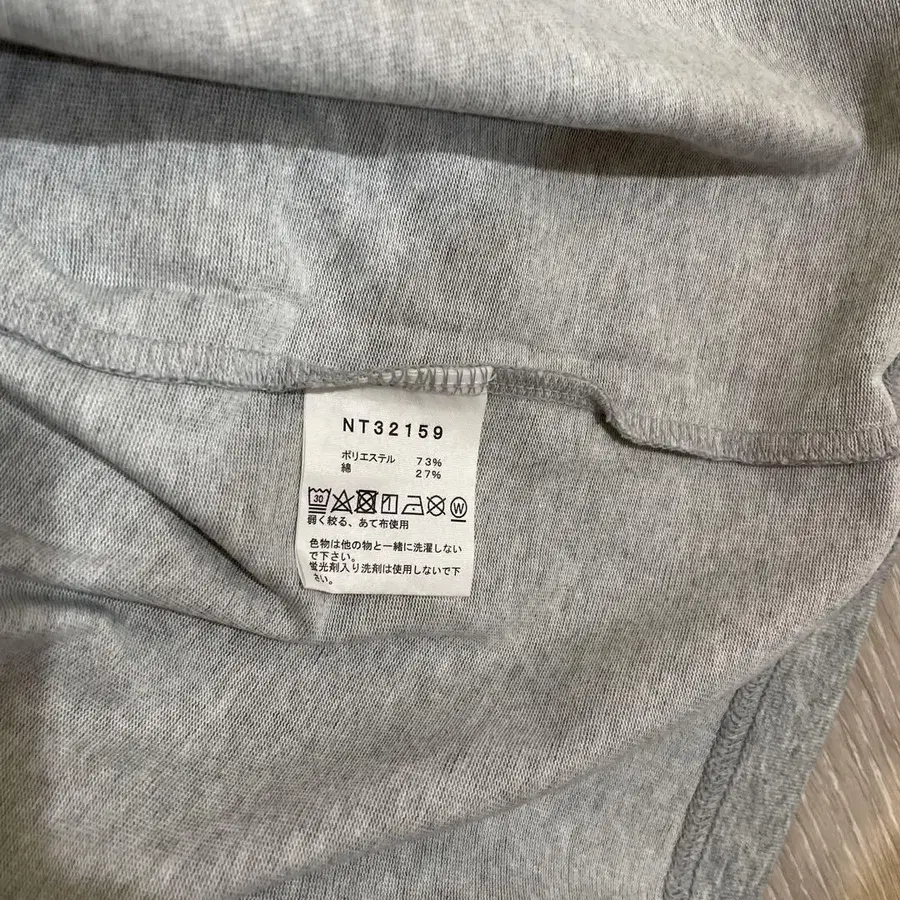 NT32159
ポリエステル 73%
綿 27%
30 W
弱く絞る、あて布使用
色物は他の物と一緒に洗濯しない
で下さい。
蛍光剤入り洗剤は使用しないで下
さい。